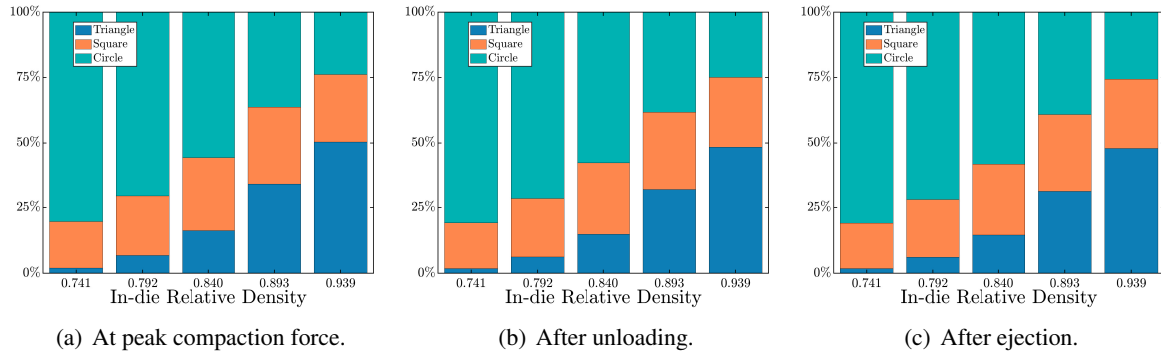 100%
75%
50%
25%
0%
Triangle
Square
Circle
0.741 0.792 0.840 0.893 0.939
In-die Relative Density
(a) At peak compaction force.
100%
75%
50%
25%
0%
Triangle
Square
Circle
0.741 0.792 0.840 0.893 0.939
In-die Relative Density
(b) After unloading.
100%
75%
50%
25%
0%
Triangle
Square
Circle
0.741 0.792 0.840 0.893 0.939
In-die Relative Density
(c) After ejection.